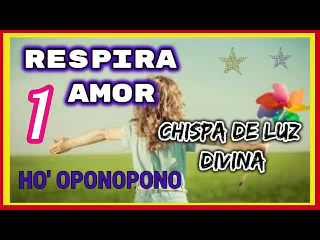 RESPIRA
1 AMOR
CHISPA DE LUZ
DIVINA
HO' OPONOPONO